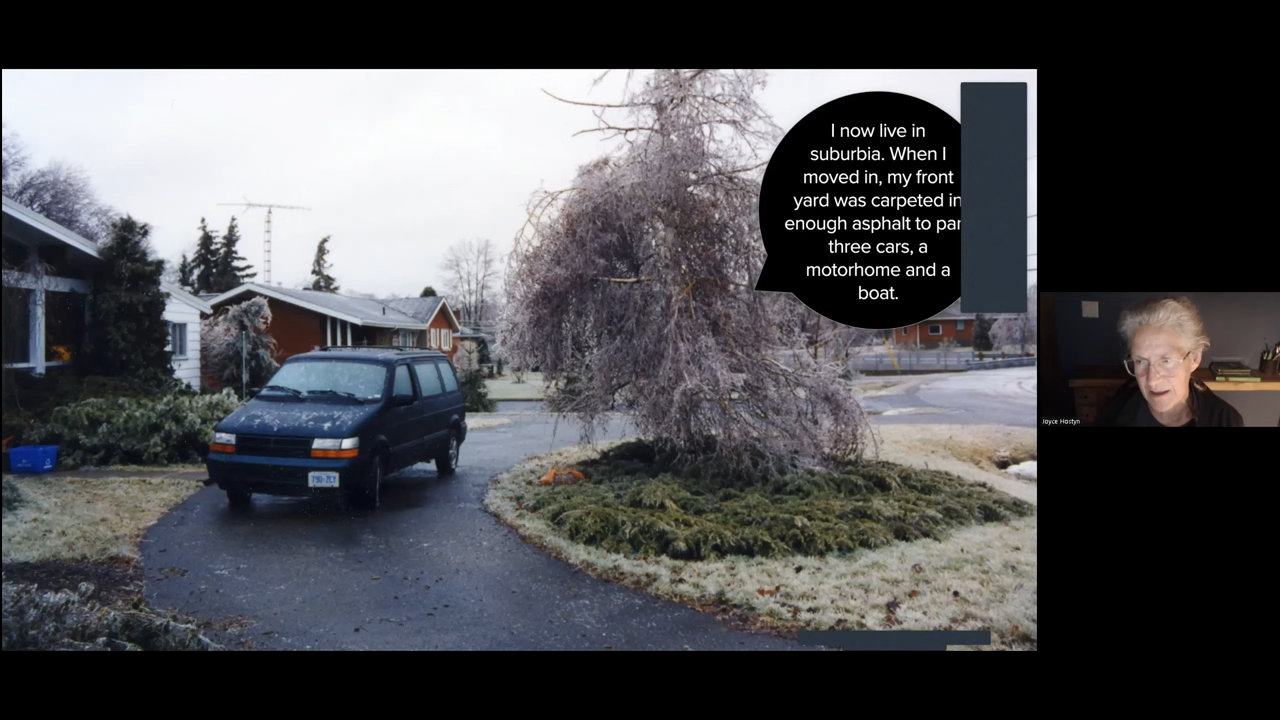 I now live in
suburbia. When I
moved in, my front
yard was carpeted in
enough asphalt to par
three cars, a
motorhome and a
boat.
Joyce Hostyn